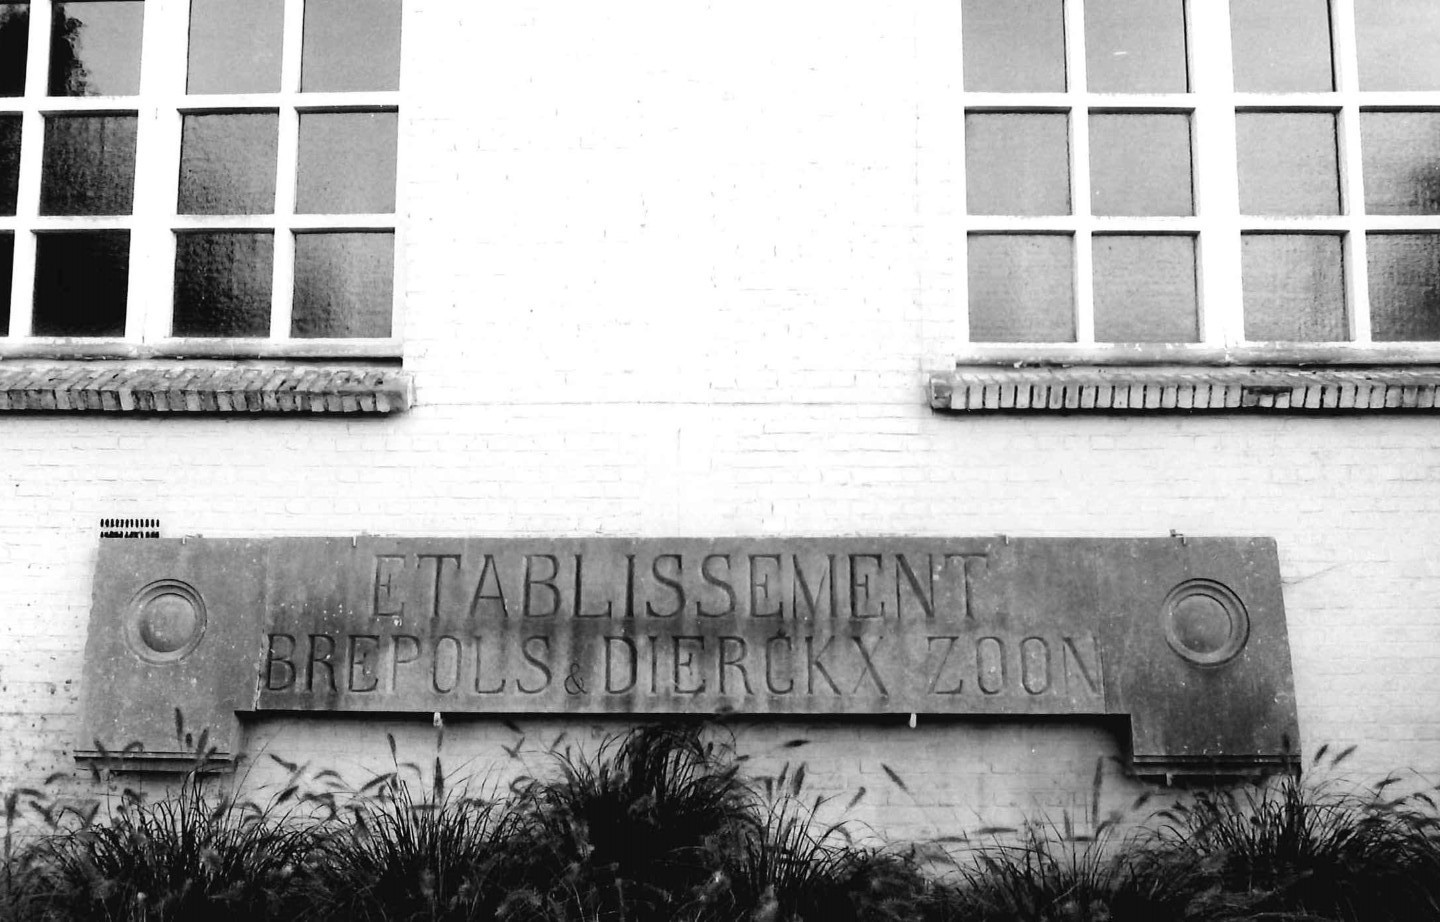 ETABLISSEMENT
BREPOLS & DIERCKX ZOON